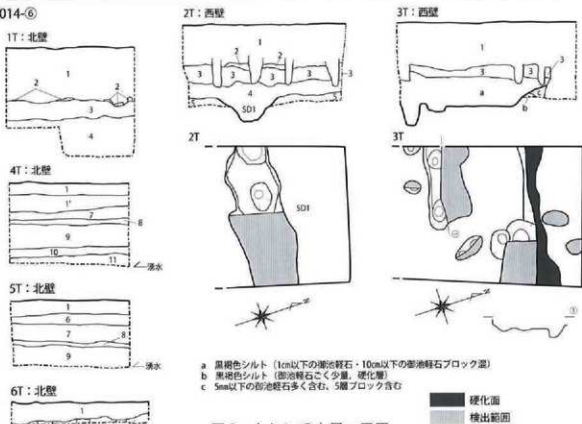 014-⑥
1T：北壁
2
2
1
3
4
2T：西壁
1
2
2
3
3
3
3
3
4
SD1
3T：西壁
1
3
3
3
a
b
c
4T：北壁
1
1'
7
8
9
10
11
湧水
5T：北壁
1
6
7
8
9
湧水
6T：北壁
1
2T
SD1
N
3T
N
a 黒褐色シルト（1cm以下の御池軽石・10cm以下の御池軽石ブロック混）
b 黒褐色シルト（御池軽石ごく少量、硬化層）
c 5mm以下の御池軽石多く含む、5層ブロック含む
硬化面
検出範囲